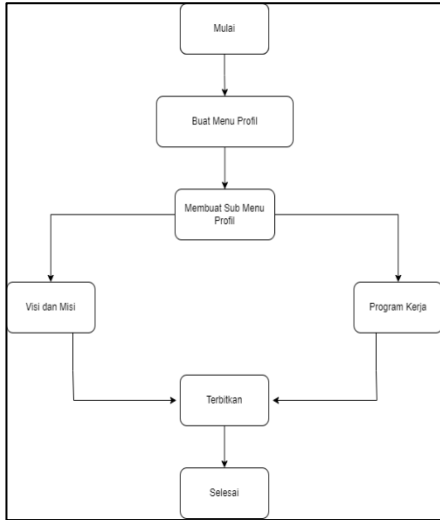 Mulai
Buat Menu Profil
Membuat Sub Menu
Profil
Visi dan Misi
Program Kerja
Terbitkan
Selesai